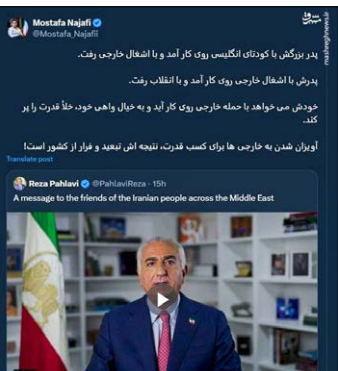 Mostafa Najafi
@Mostafa_Najafii
مشرق
mashreghnews.ir
پدر بزرگش با کودتای انگلیسی روی کار آمد و با اشغال خارجی رفت.
پدرش با اشغال خارجی روی کار آمد و با انقلاب رفت.
خودش می خواهد با حمله خارجی روی کار آید و به خیال واهی خود، خلأ قدرت را پر
کند.
آویزان شدن به خارجی ها برای کسب قدرت، نتیجه اش تبعید و فرار از کشور است!
Translate post
Reza Pahlavi @PahlaviReza · 15h
A message to the friends of the Iranian people across the Middle East